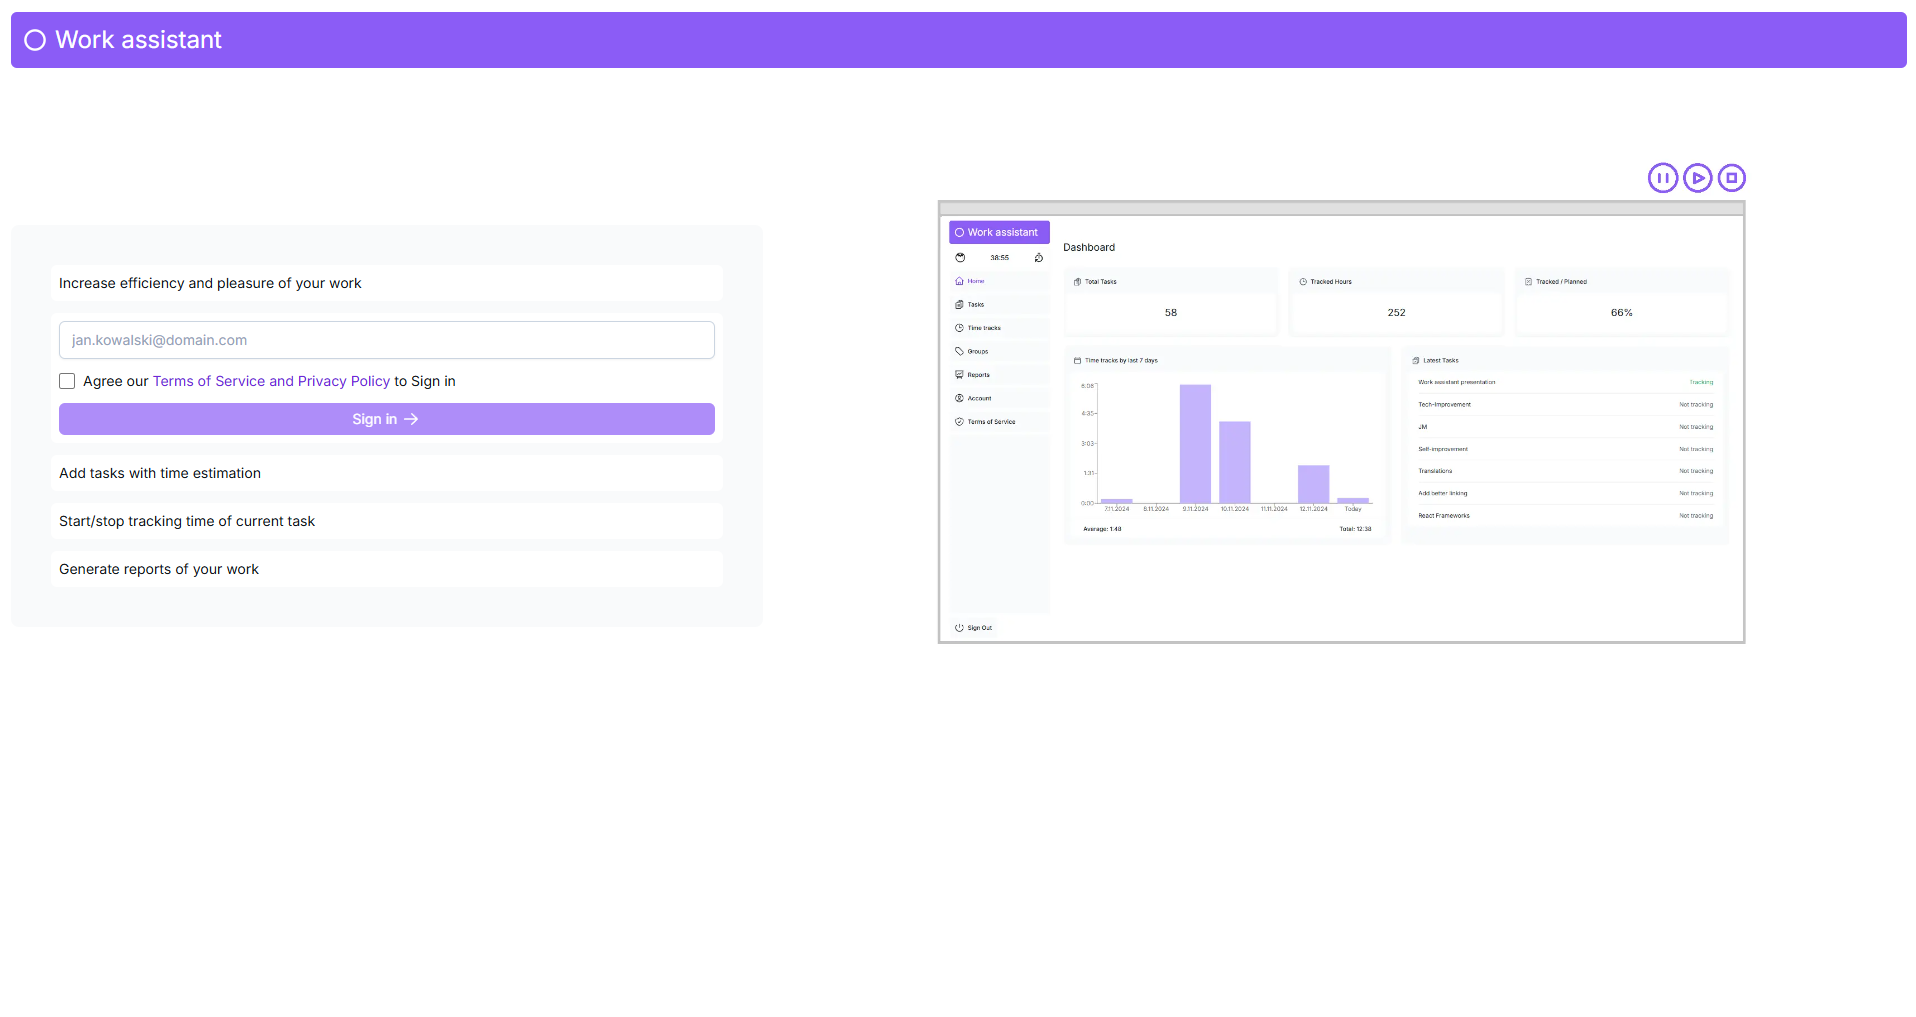 Work assistant
Increase efficiency and pleasure of your work
jan.kowalski@domain.com
Agree our Terms of Service and Privacy Policy to Sign in
Sign in
Add tasks with time estimation
Start/stop tracking time of current task
Generate reports of your work
Work assistant
38:55
Home
Tasks
Time tracks
Groups
Reports
Account
Terms of Service
Sign Out
Dashboard
Total Tasks
58
Tracked Hours
252
Tracked / Planned
66%
Time tracks by last 7 days
6:06
4:35
3:03
1:31
0:00
7.11.2024 8.11.2024 9.11.2024 10.11.2024 11.11.2024 12.11.2024 Today
Average: 1:48 Total: 12:38
Latest Tasks
Work assistant presentation Tracking
Tech-improvement Not tracking
JM Not tracking
Self-improvement Not tracking
Translations Not tracking
Add better linking Not tracking
React Frameworks Not tracking